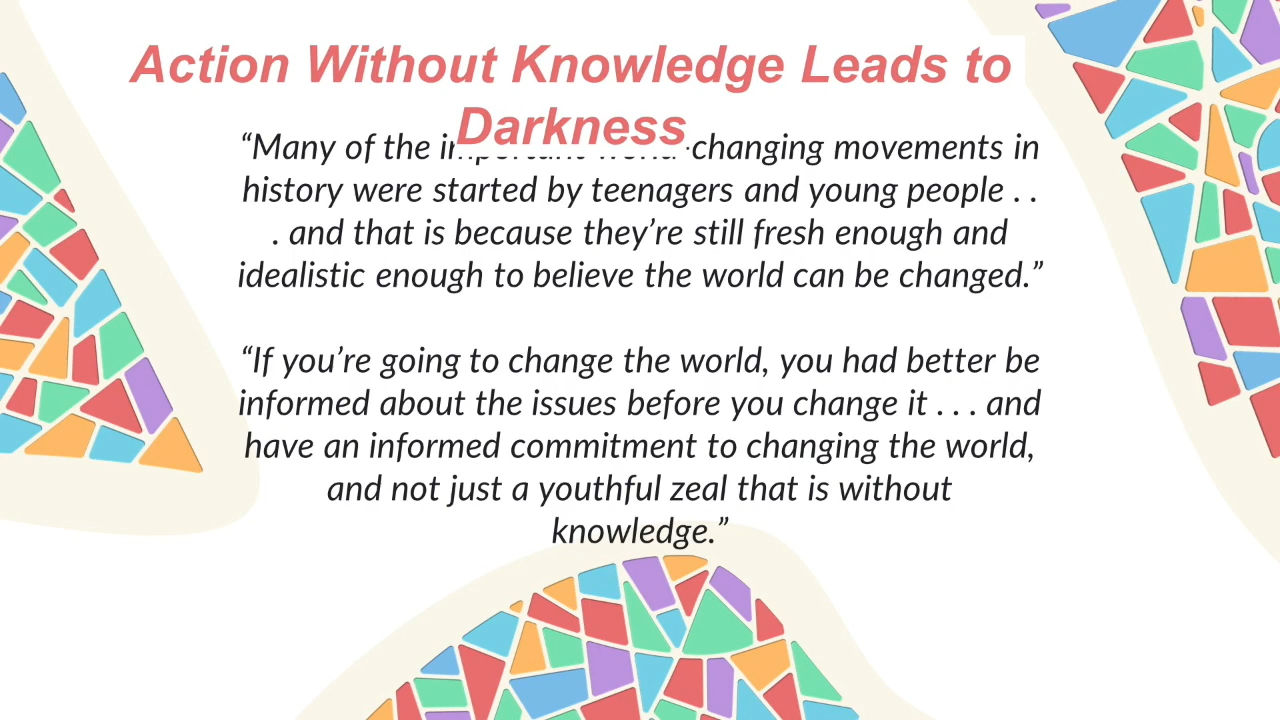 Action Without Knowledge Leads to
Darkness
“Many of the important world-changing movements in
history were started by teenagers and young people . .
. and that is because they’re still fresh enough and
idealistic enough to believe the world can be changed.”
“If you’re going to change the world, you had better be
informed about the issues before you change it . . . and
have an informed commitment to changing the world,
and not just a youthful zeal that is without
knowledge.”